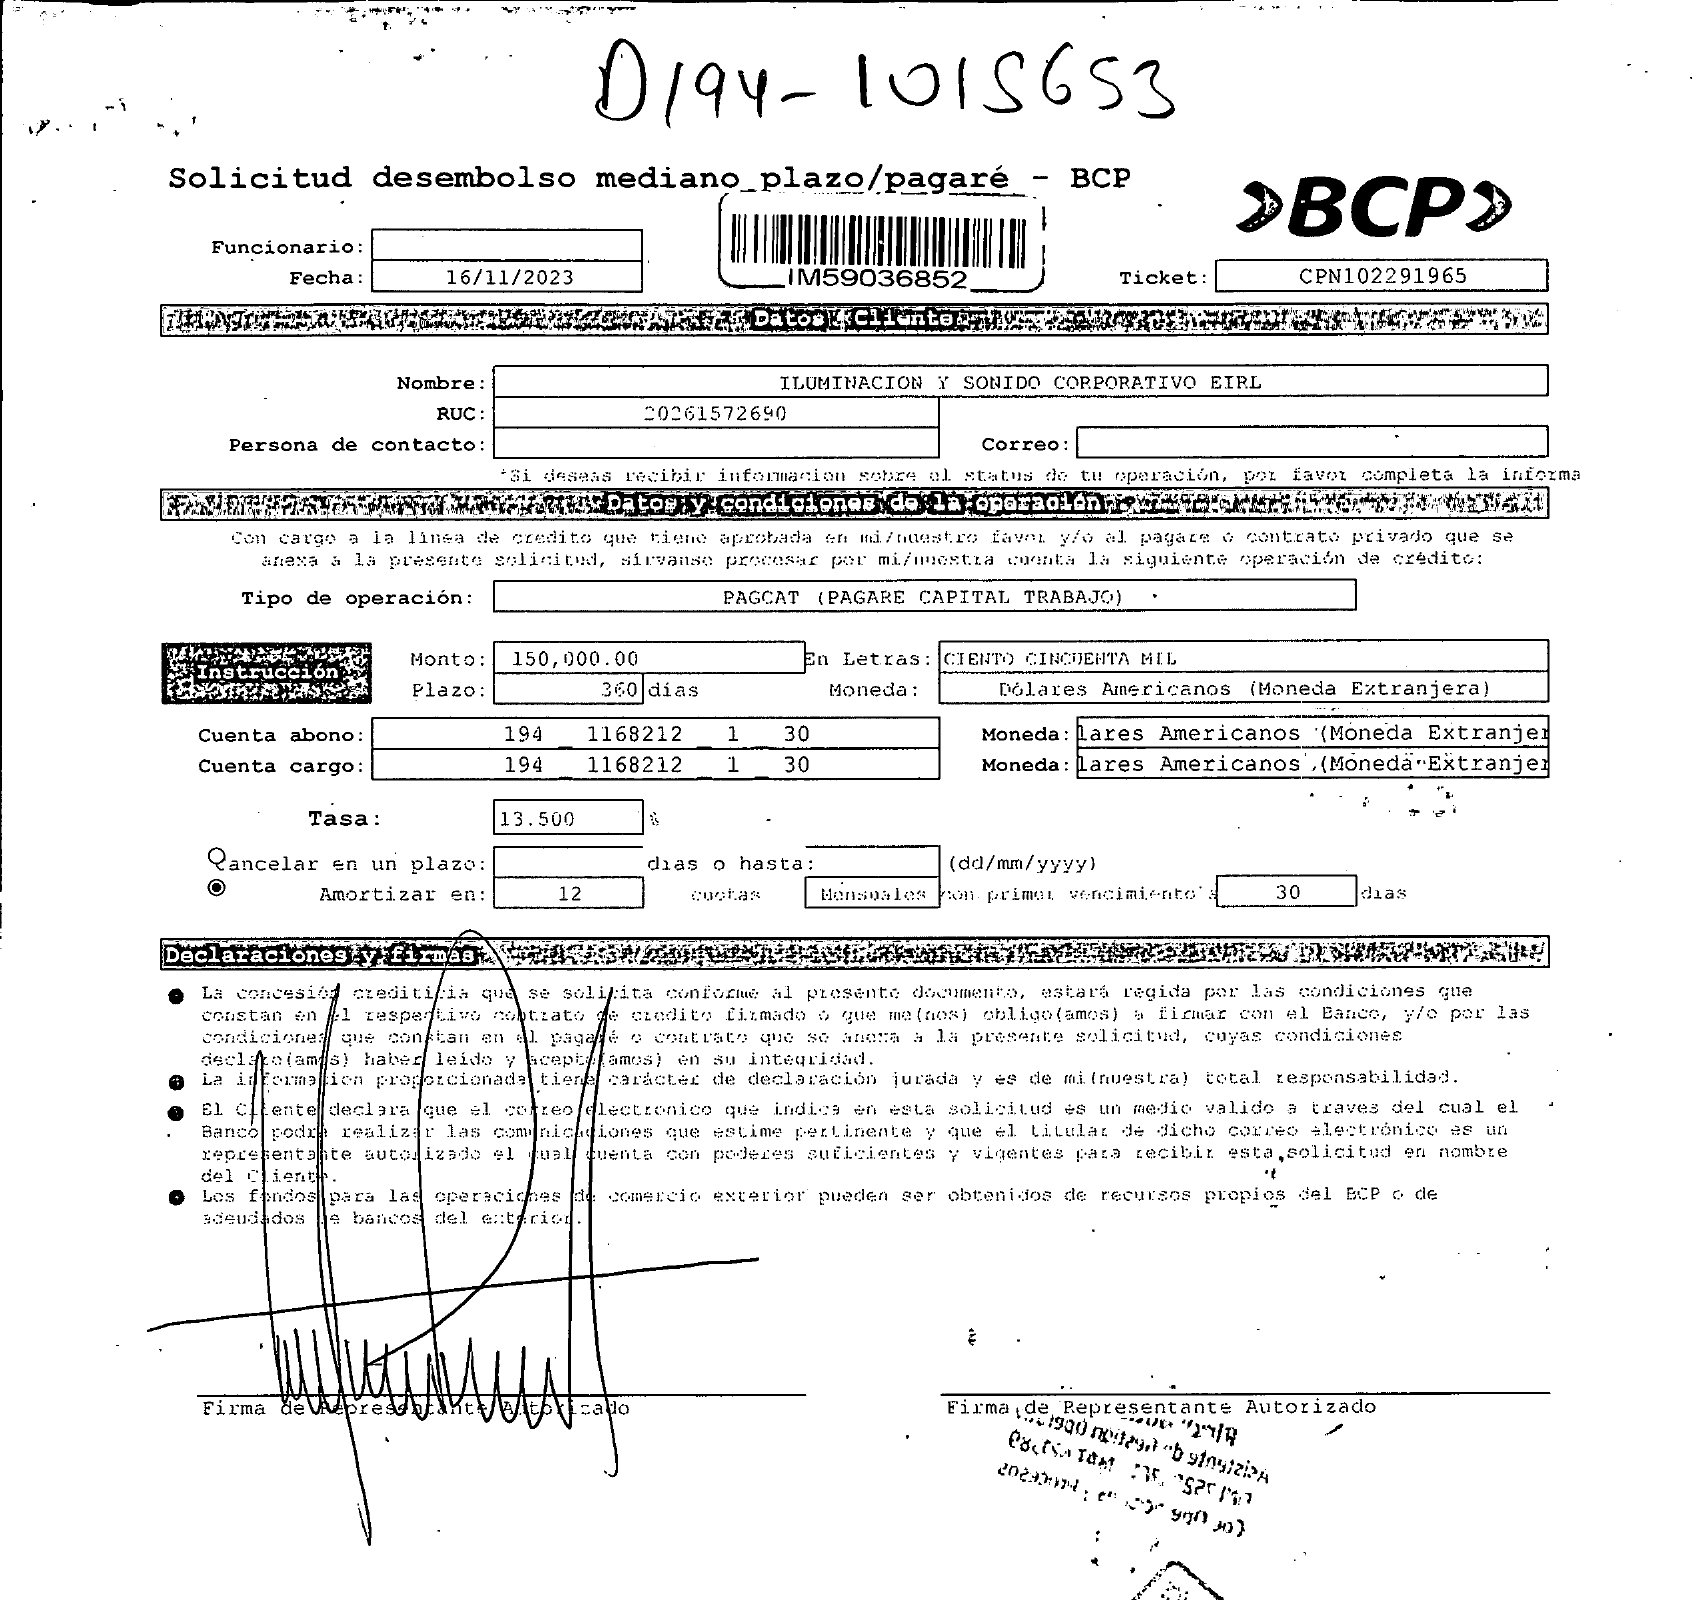 D194-1015653
Solicitud desembolso mediano plazo/pagaré - BCP
»BCP»
Funcionario:
IM59036852
Fecha: 16/11/2023
Ticket: CPN102291965
Datos Cliente
Nombre: ILUMINACION Y SONIDO CORPORATIVO EIRL
RUC: 20261572690
Persona de contacto: Correo:
*Si deseas recibir informacion sobre el status de tu operación, por favor completa la informa
Datos y condiciones de la operación
Con cargo a la linea de credito que tiene aprobada en mi/nuestro favor y/o al pagare o contrato privado que se
anexa a la presente solicitud, sirvanse procesar por mi/nuestra cuenta la siguiente operación de crédito:
Tipo de operación: PAGCAT (PAGARE CAPITAL TRABAJO)
Instrucción
Monto: 150,000.00 En Letras: CIENTO CINCUENTA MIL
Plazo: 360 días Moneda: Dólares Americanos (Moneda Extranjera)
Cuenta abono: 194 _ 1168212 _ 1 _ 30 Moneda: lares Americanos (Moneda Extranjer
Cuenta cargo: 194 _ 1168212 _ 1 _ 30 Moneda: lares Americanos (Moneda Extranjer
Tasa: 13.500 %
ancelar en un plazo: dias o hasta: (dd/mm/yyyy)
Amortizar en: 12 cuotas Mensuales con primer vencimiento a 30 dias
Declaraciones y firmas
La concesión crediticia que se solicita conforme al presente documento, estará regida por las condiciones que
constan en el respectivo contrato de credito firmado o que me(nos) obligo(amos) a firmar con el Banco, y/o por las
condiciones que constan en el pagaré o contrato que se anexa a la presente solicitud, cuyas condiciones
declaro(amos) haber leido y acepto(amos) en su integridad.
La informacion proporcionada tiene carácter de declaración jurada y es de mi(nuestra) total responsabilidad.
El Cliente declara que el correo electronico que indica en esta solicitud es un medio valido a traves del cual el
Banco podrá realizar las comunicaciones que estime pertinente y que el titular de dicho correo electrónico es un
representante autorizado el cual cuenta con poderes suficientes y vigentes para recibir esta solicitud en nombre
del Cliente.
Los fondos para las operaciones de comercio exterior pueden ser obtenidos de recursos propios del BCP o de
adeudados de bancos del exterior.
Firma de Representante Autorizado
Firma de Representante Autorizado
Asistente de Gestion